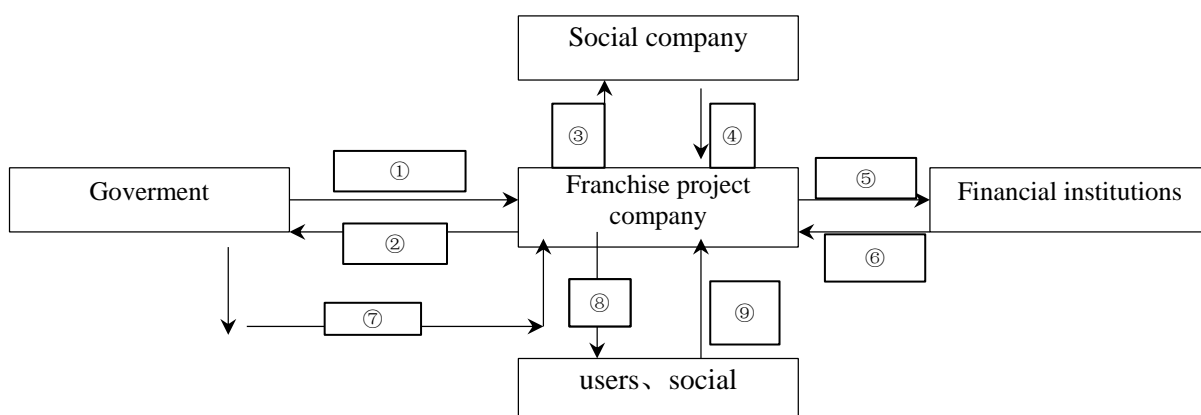 Social company
③
④
①
⑤
Goverment
Franchise project
company
Financial institutions
②
⑥
⑦
⑧
⑨
users、social